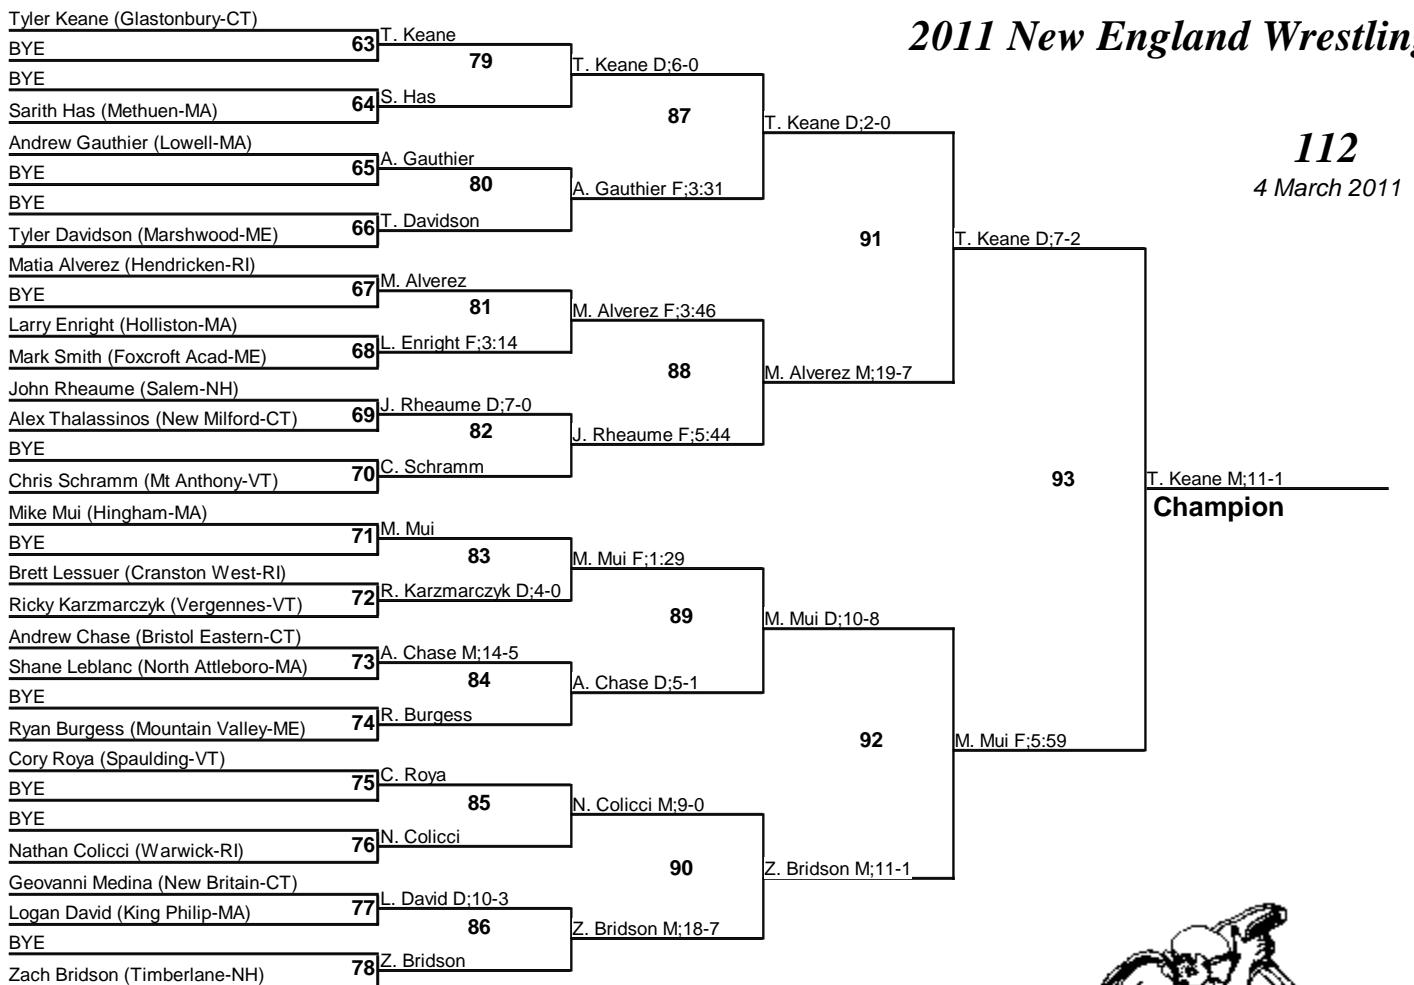 2011 New England Wrestlin
112
4 March 2011
Tyler Keane (Glastonbury-CT)
BYE
BYE
Sarith Has (Methuen-MA)
Andrew Gauthier (Lowell-MA)
BYE
BYE
Tyler Davidson (Marshwood-ME)
Matia Alverez (Hendricken-RI)
BYE
Larry Enright (Holliston-MA)
Mark Smith (Foxcroft Acad-ME)
John Rheaume (Salem-NH)
Alex Thalassinos (New Milford-CT)
BYE
Chris Schramm (Mt Anthony-VT)
Mike Mui (Hingham-MA)
BYE
Brett Lessuer (Cranston West-RI)
Ricky Karzmarczyk (Vergennes-VT)
Andrew Chase (Bristol Eastern-CT)
Shane Leblanc (North Attleboro-MA)
BYE
Ryan Burgess (Mountain Valley-ME)
Cory Roya (Spaulding-VT)
BYE
BYE
Nathan Colicci (Warwick-RI)
Geovanni Medina (New Britain-CT)
Logan David (King Philip-MA)
BYE
Zach Bridson (Timberlane-NH)
63
64
65
66
67
68
69
70
71
72
73
74
75
76
77
78
T. Keane
S. Has
A. Gauthier
T. Davidson
M. Alverez
L. Enright F;3:14
J. Rheaume D;7-0
C. Schramm
M. Mui
R. Karzmarczyk D;4-0
A. Chase M;14-5
R. Burgess
C. Roya
N. Colicci
L. David D;10-3
Z. Bridson
79
80
81
82
83
84
85
86
T. Keane D;6-0
A. Gauthier F;3:31
M. Alverez F;3:46
J. Rheaume F;5:44
M. Mui F;1:29
A. Chase D;5-1
N. Colicci M;9-0
Z. Bridson M;18-7
87
88
89
90
T. Keane D;2-0
M. Alverez M;19-7
M. Mui D;10-8
Z. Bridson M;11-1
91
92
T. Keane D;7-2
M. Mui F;5:59
93
T. Keane M;11-1
Champion